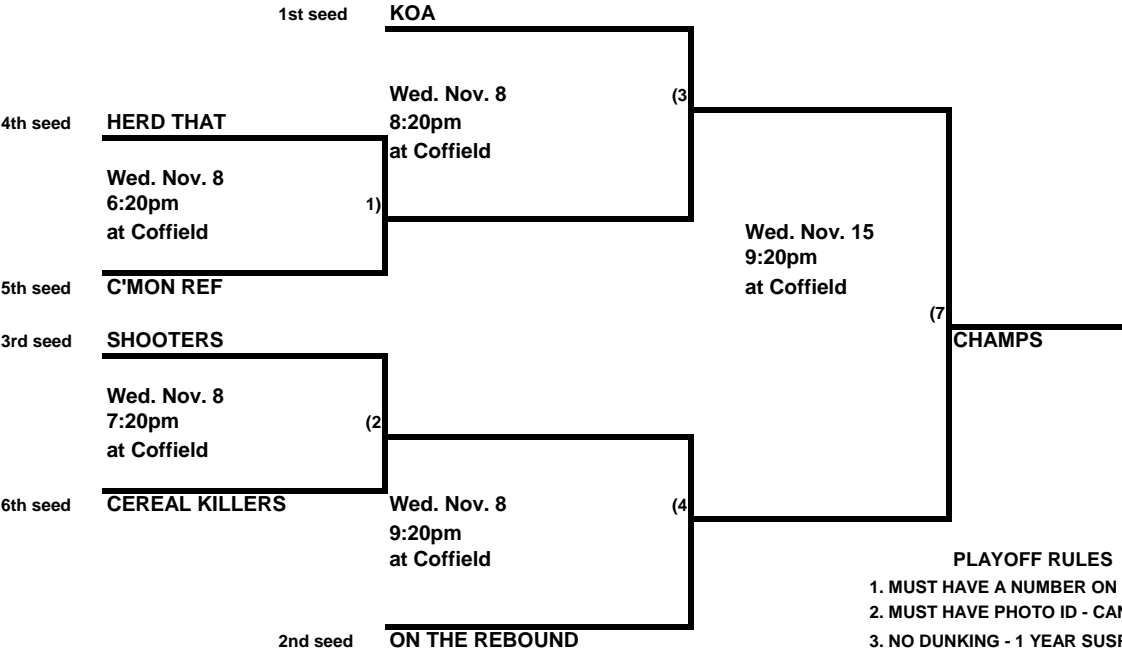 1st seed KOA
Wed. Nov. 8 (3
4th seed HERD THAT 8:20pm
at Coffield
Wed. Nov. 8
6:20pm 1)
at Coffield
Wed. Nov. 15
9:20pm
5th seed C'MON REF at Coffield
(7
3rd seed SHOOTERS CHAMPS
Wed. Nov. 8
7:20pm (2
at Coffield
6th seed CEREAL KILLERS Wed. Nov. 8 (4
9:20pm
at Coffield PLAYOFF RULES
1. MUST HAVE A NUMBER ON
2. MUST HAVE PHOTO ID - CAN
2nd seed ON THE REBOUND 3. NO DUNKING - 1 YEAR